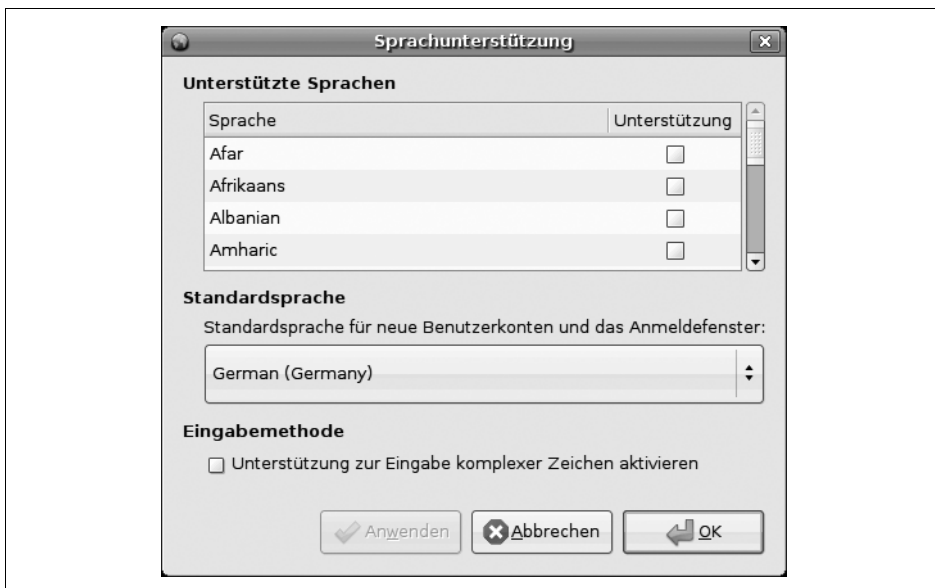 Sprachunterstützung
Unterstützte Sprachen
Sprache Unterstützung
Afar
Afrikaans
Albanian
Amharic
Standardsprache
Standardsprache für neue Benutzerkonten und das Anmeldefenster:
German (Germany)
Eingabemethode
Unterstützung zur Eingabe komplexer Zeichen aktivieren
Anwenden Abbrechen OK